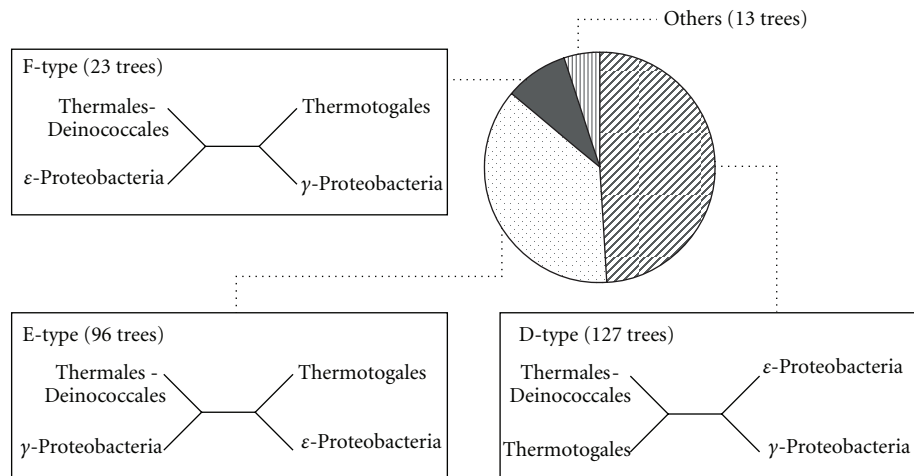 Others (13 trees)
F-type (23 trees)
Thermales-
Deinococcales
Thermotogales
ε-Proteobacteria
γ-Proteobacteria
E-type (96 trees)
Thermales -
Deinococcales
Thermotogales
γ-Proteobacteria
ε-Proteobacteria
D-type (127 trees)
Thermales-
Deinococcales
ε-Proteobacteria
Thermotogales
γ-Proteobacteria